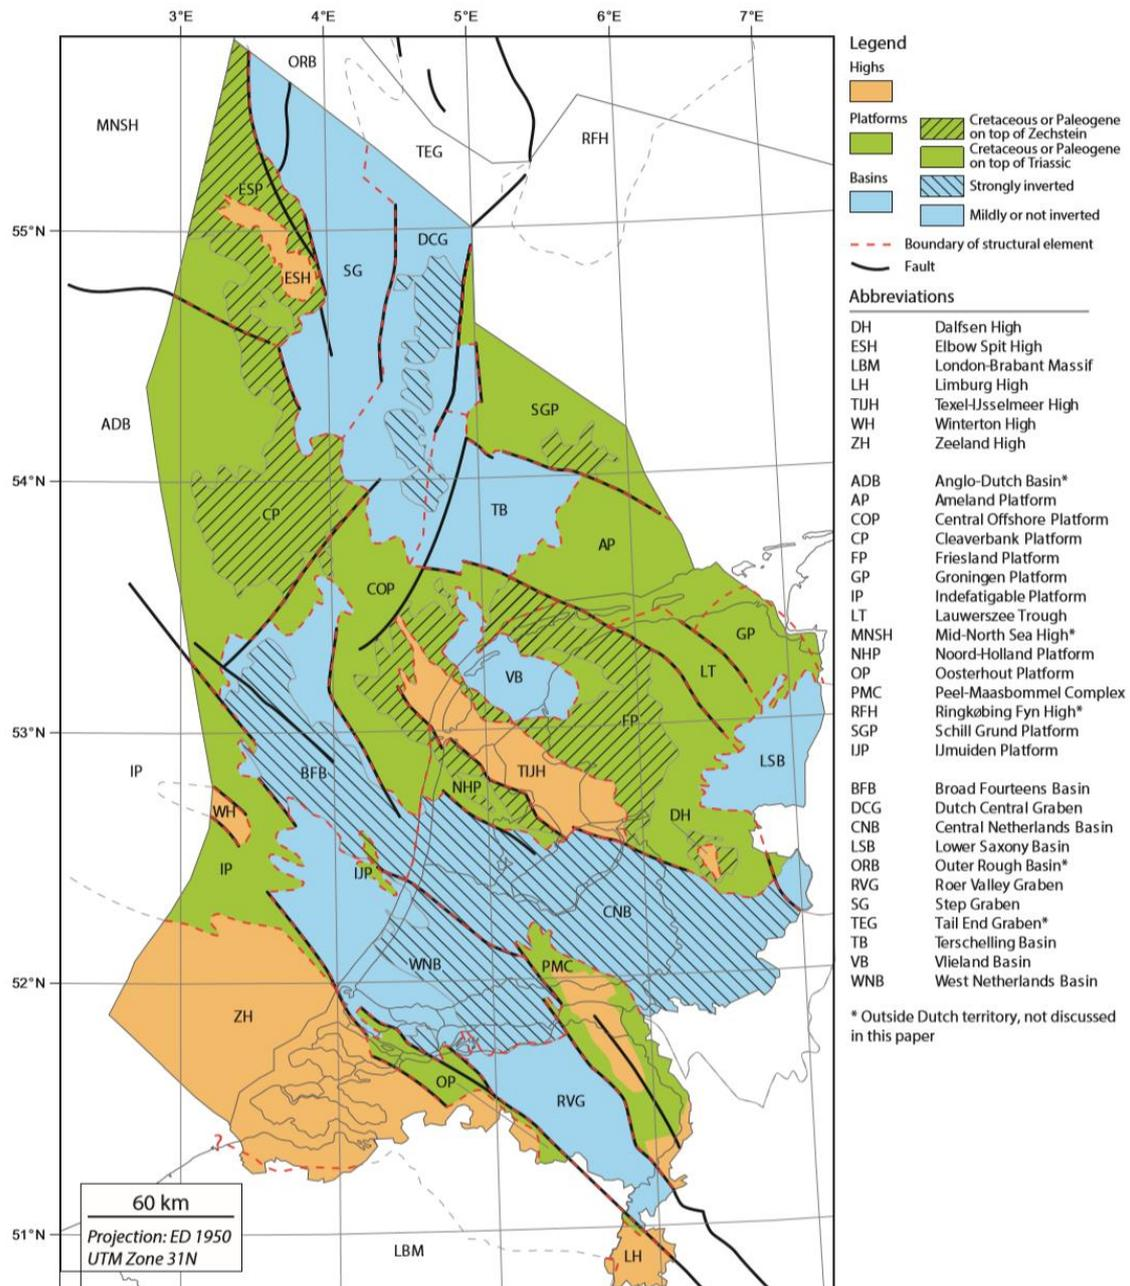 3°E 4°E 5°E 6°E 7°E
ORB
MNSH
TEG
RFH
ESP
55°N
DCG
ESH
SG
ADB
SGP
54°N
CP
TB
AP
COP
GP
LT
VB
FP
53°N
LSB
IP
BFB
TIJH
NHP
WH
DH
IP
IJP
CNB
WNB
PMC
52°N
ZH
OP
RVG
?
60 km
Projection: ED 1950
UTM Zone 31N
51°N
LBM
LH
Legend
Highs
Platforms
Cretaceous or Paleogene
on top of Zechstein
Cretaceous or Paleogene
on top of Triassic
Basins
Strongly inverted
Mildly or not inverted
Boundary of structural element
Fault
Abbreviations
DH Dalfsen High
ESH Elbow Spit High
LBM London-Brabant Massif
LH Limburg High
TIJH Texel-IJsselmeer High
WH Winterton High
ZH Zeeland High
ADB Anglo-Dutch Basin*
AP Ameland Platform
COP Central Offshore Platform
CP Cleaverbank Platform
FP Friesland Platform
GP Groningen Platform
IP Indefatigable Platform
LT Lauwerszee Trough
MNSH Mid-North Sea High*
NHP Noord-Holland Platform
OP Oosterhout Platform
PMC Peel-Maasbommel Complex
RFH Ringkøbing Fyn High*
SGP Schill Grund Platform
IJP IJmuiden Platform
BFB Broad Fourteens Basin
DCG Dutch Central Graben
CNB Central Netherlands Basin
LSB Lower Saxony Basin
ORB Outer Rough Basin*
RVG Roer Valley Graben
SG Step Graben
TEG Tail End Graben*
TB Terschelling Basin
VB Vlieland Basin
WNB West Netherlands Basin
* Outside Dutch territory, not discussed
in this paper